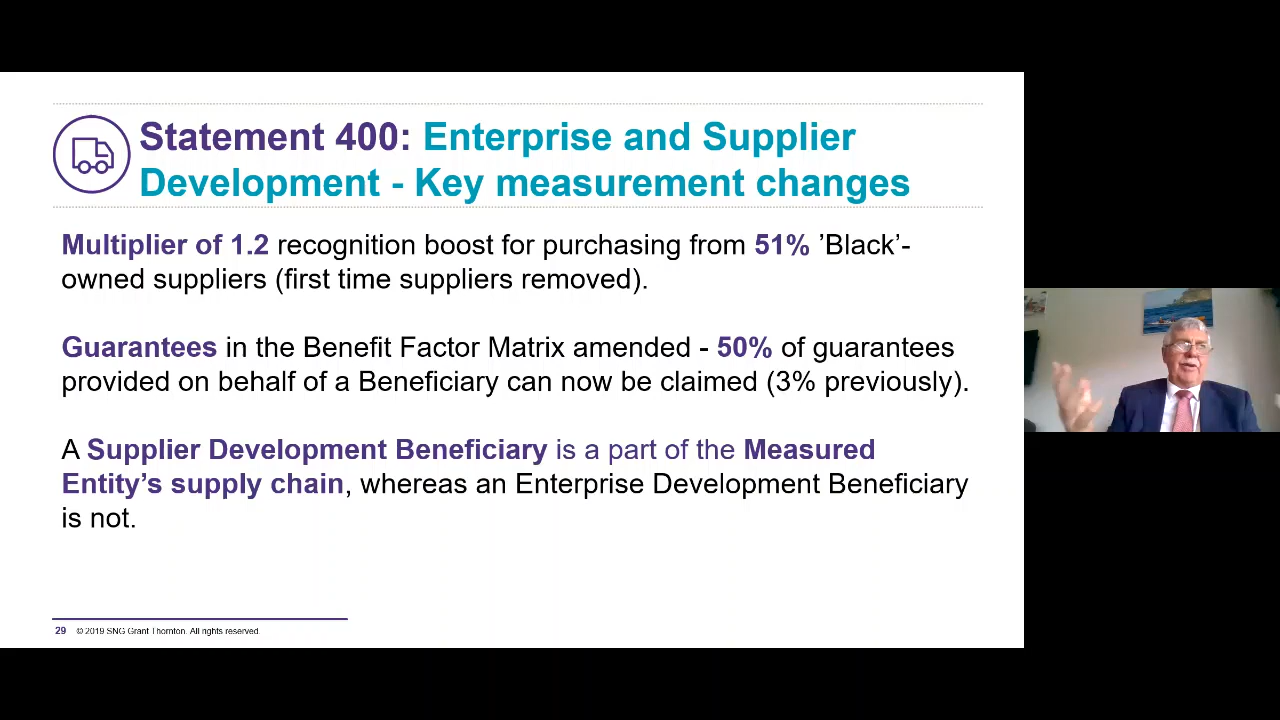 Statement 400: Enterprise and Supplier
Development - Key measurement changes
Multiplier of 1.2 recognition boost for purchasing from 51% ’Black’-
owned suppliers (first time suppliers removed).
Guarantees in the Benefit Factor Matrix amended - 50% of guarantees
provided on behalf of a Beneficiary can now be claimed (3% previously).
A Supplier Development Beneficiary is a part of the Measured
Entity’s supply chain, whereas an Enterprise Development Beneficiary
is not.
29 © 2019 SNG Grant Thornton. All rights reserved.